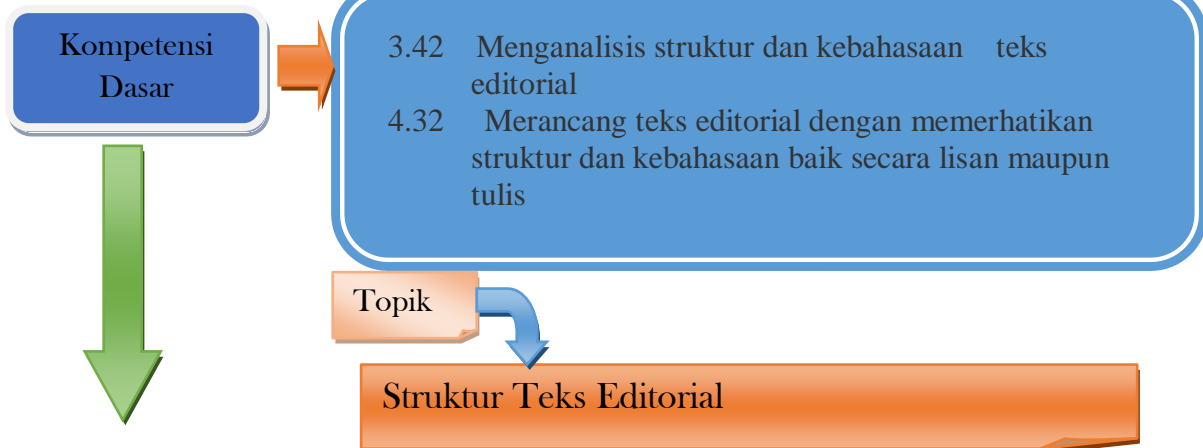 Kompetensi
Dasar
3.42 Menganalisis struktur dan kebahasaan teks
editorial
4.32 Merancang teks editorial dengan memerhatikan
struktur dan kebahasaan baik secara lisan maupun
tulis
Topik
Struktur Teks Editorial